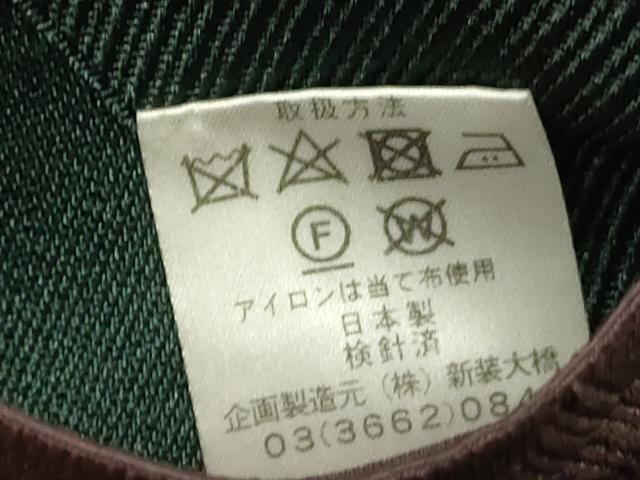 取扱方法
F W
アイロンは当て布使用
日本製
検針済
企画製造元 (株) 新装大橋
03(3662)084